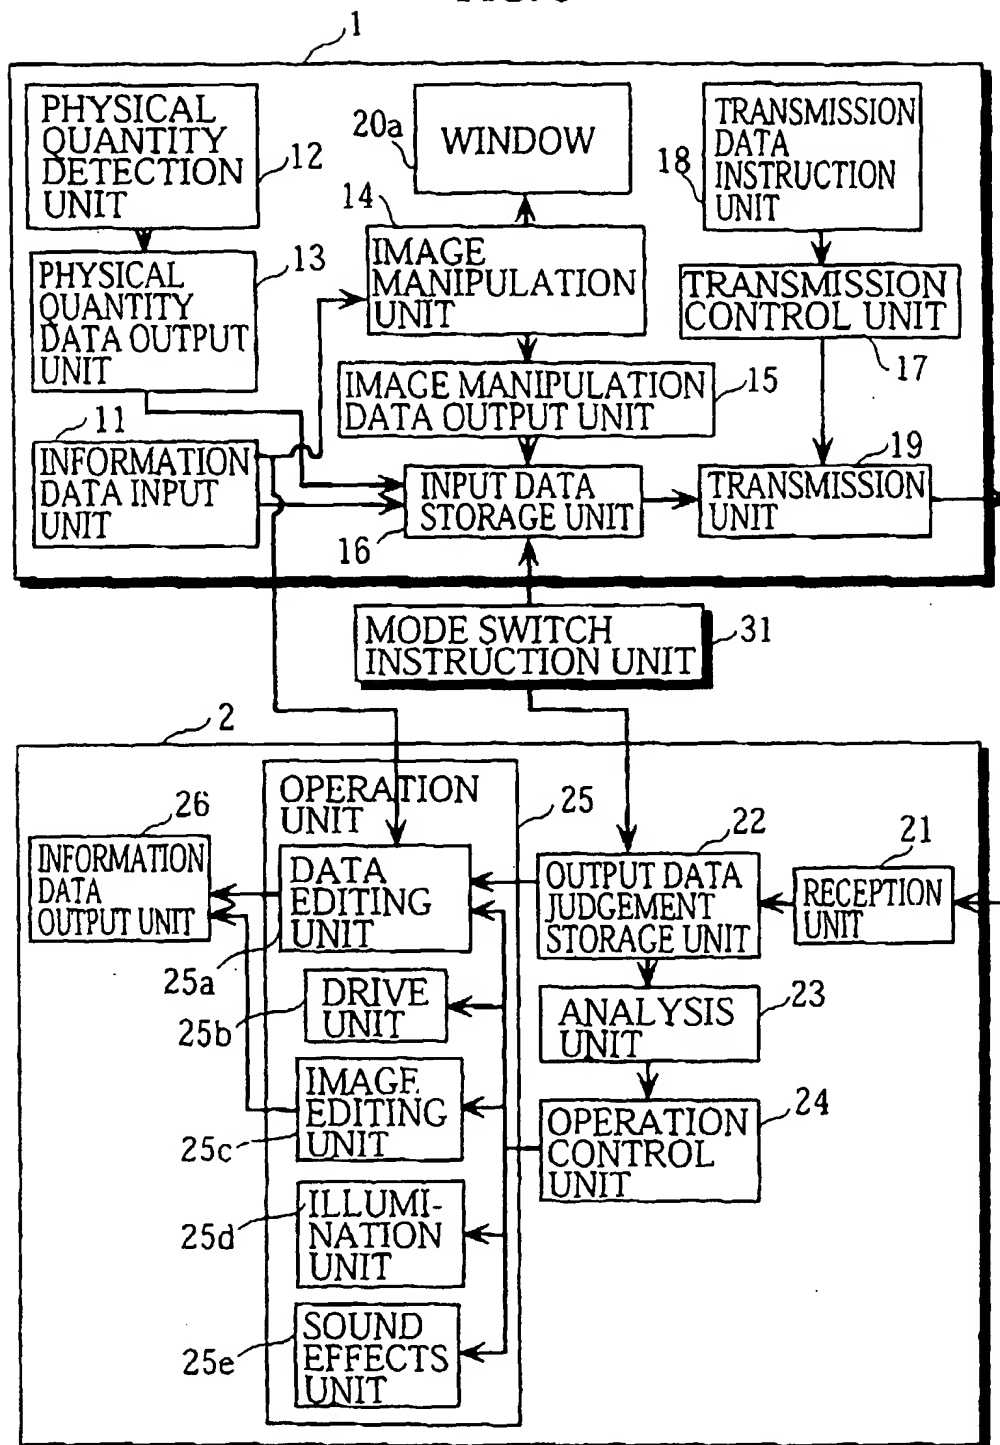 1
PHYSICAL
QUANTITY
DETECTION
UNIT
12
20a
WINDOW
18
TRANSMISSION
DATA
INSTRUCTION
UNIT
14
PHYSICAL
QUANTITY
DATA OUTPUT
UNIT
13
IMAGE
MANIPULATION
UNIT
TRANSMISSION
CONTROL UNIT
17
IMAGE MANIPULATION
DATA OUTPUT UNIT
15
11
INFORMATION
DATA INPUT
UNIT
INPUT DATA
STORAGE UNIT
16
19
TRANSMISSION
UNIT
MODE SWITCH
INSTRUCTION UNIT
31
2
OPERATION
UNIT
25
26
INFORMATION
DATA
OUTPUT UNIT
DATA
EDITING
UNIT
25a
22
OUTPUT DATA
JUDGEMENT
STORAGE UNIT
21
RECEPTION
UNIT
DRIVE
UNIT
25b
ANALYSIS
UNIT
23
IMAGE
EDITING
UNIT
25c
OPERATION
CONTROL
UNIT
24
ILLUMI-
NATION
UNIT
25d
SOUND
EFFECTS
UNIT
25e